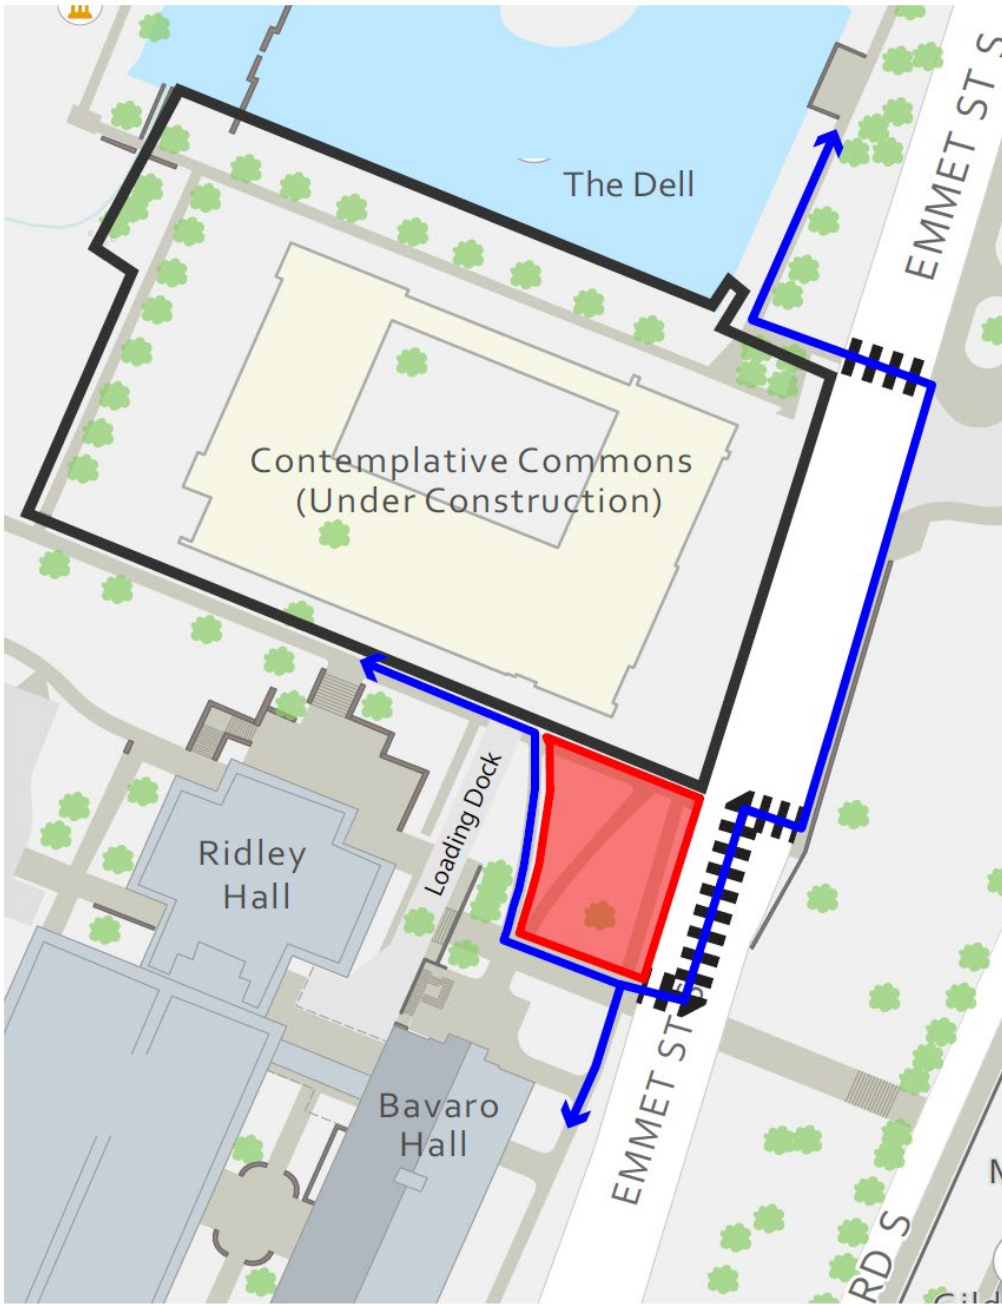 EMMET ST S
The Dell
Contemplative Commons
(Under Construction)
Loading Dock
Ridley
Hall
EMMET ST S
Bavaro
Hall
RD S